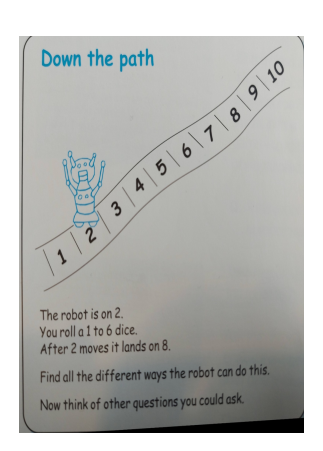 Down the path
1 2 3 4 5 6 7 8 9 10
The robot is on 2.
You roll a 1 to 6 dice.
After 2 moves it lands on 8.
Find all the different ways the robot can do this.
Now think of other questions you could ask.